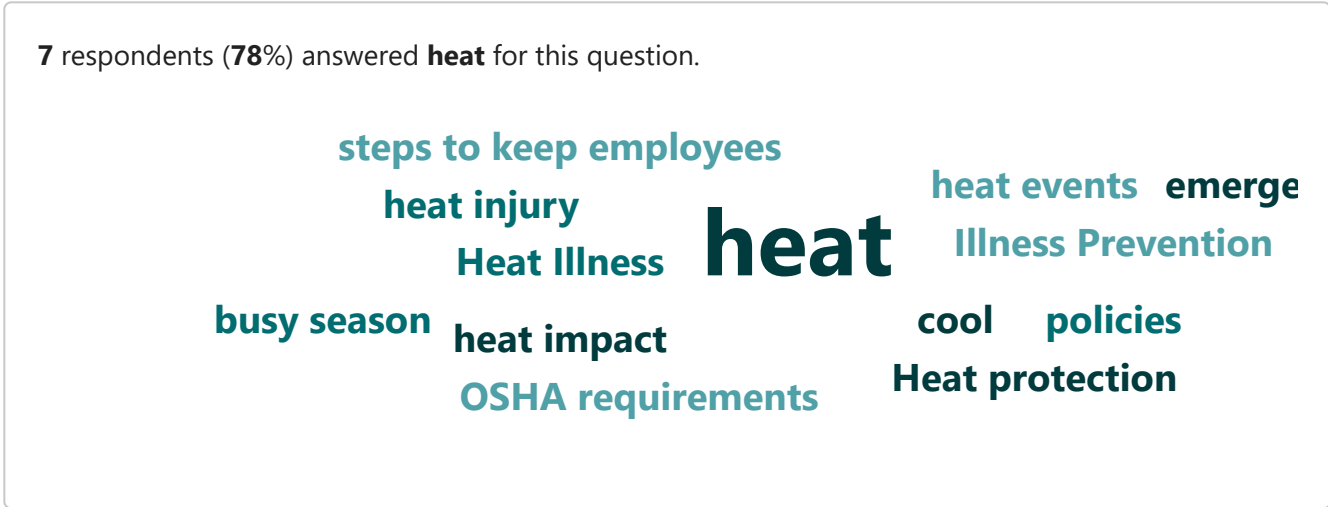 7 respondents (78%) answered heat for this question.
steps to keep employees
heat events emerge
heat injury
heat
Illness Prevention
Heat Illness
busy season
cool policies
heat impact
Heat protection
OSHA requirements